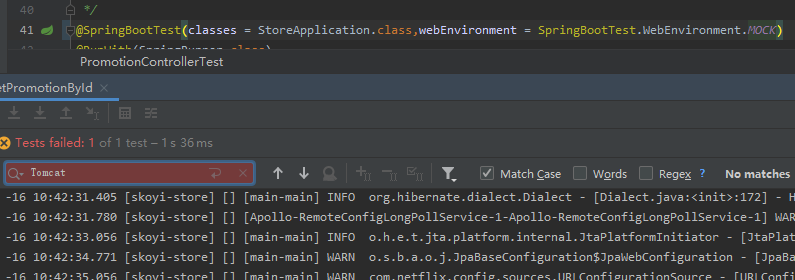 40 */
41 @SpringBootTest(classes = StoreApplication.class,webEnvironment = SpringBootTest.WebEnvironment.MOCK)
PromotionControllerTest
etPromotionById ×
Tests failed: 1 of 1 test – 1 s 36 ms
Tomcat
Match Case Words Regex ? No matches
-16 10:42:31.405 [skoyi-store] [] [main-main] INFO org.hibernate.dialect.Dialect - [Dialect.java:<init>:172] - H
-16 10:42:31.780 [skoyi-store] [] [Apollo-RemoteConfigLongPollService-1-Apollo-RemoteConfigLongPollService-1] WAR
-16 10:42:33.056 [skoyi-store] [] [main-main] INFO o.h.e.t.jta.platform.internal.JtaPlatformInitiator - [JtaPlat
-16 10:42:34.771 [skoyi-store] [] [main-main] WARN o.s.b.a.o.j.JpaBaseConfiguration$JpaWebConfiguration - [JpaBa
-16 10:42:35.056 [skoyi-store] [] [main-main] WARN com.netflix.config.sources.URLConfigurationSource - [URLConfi